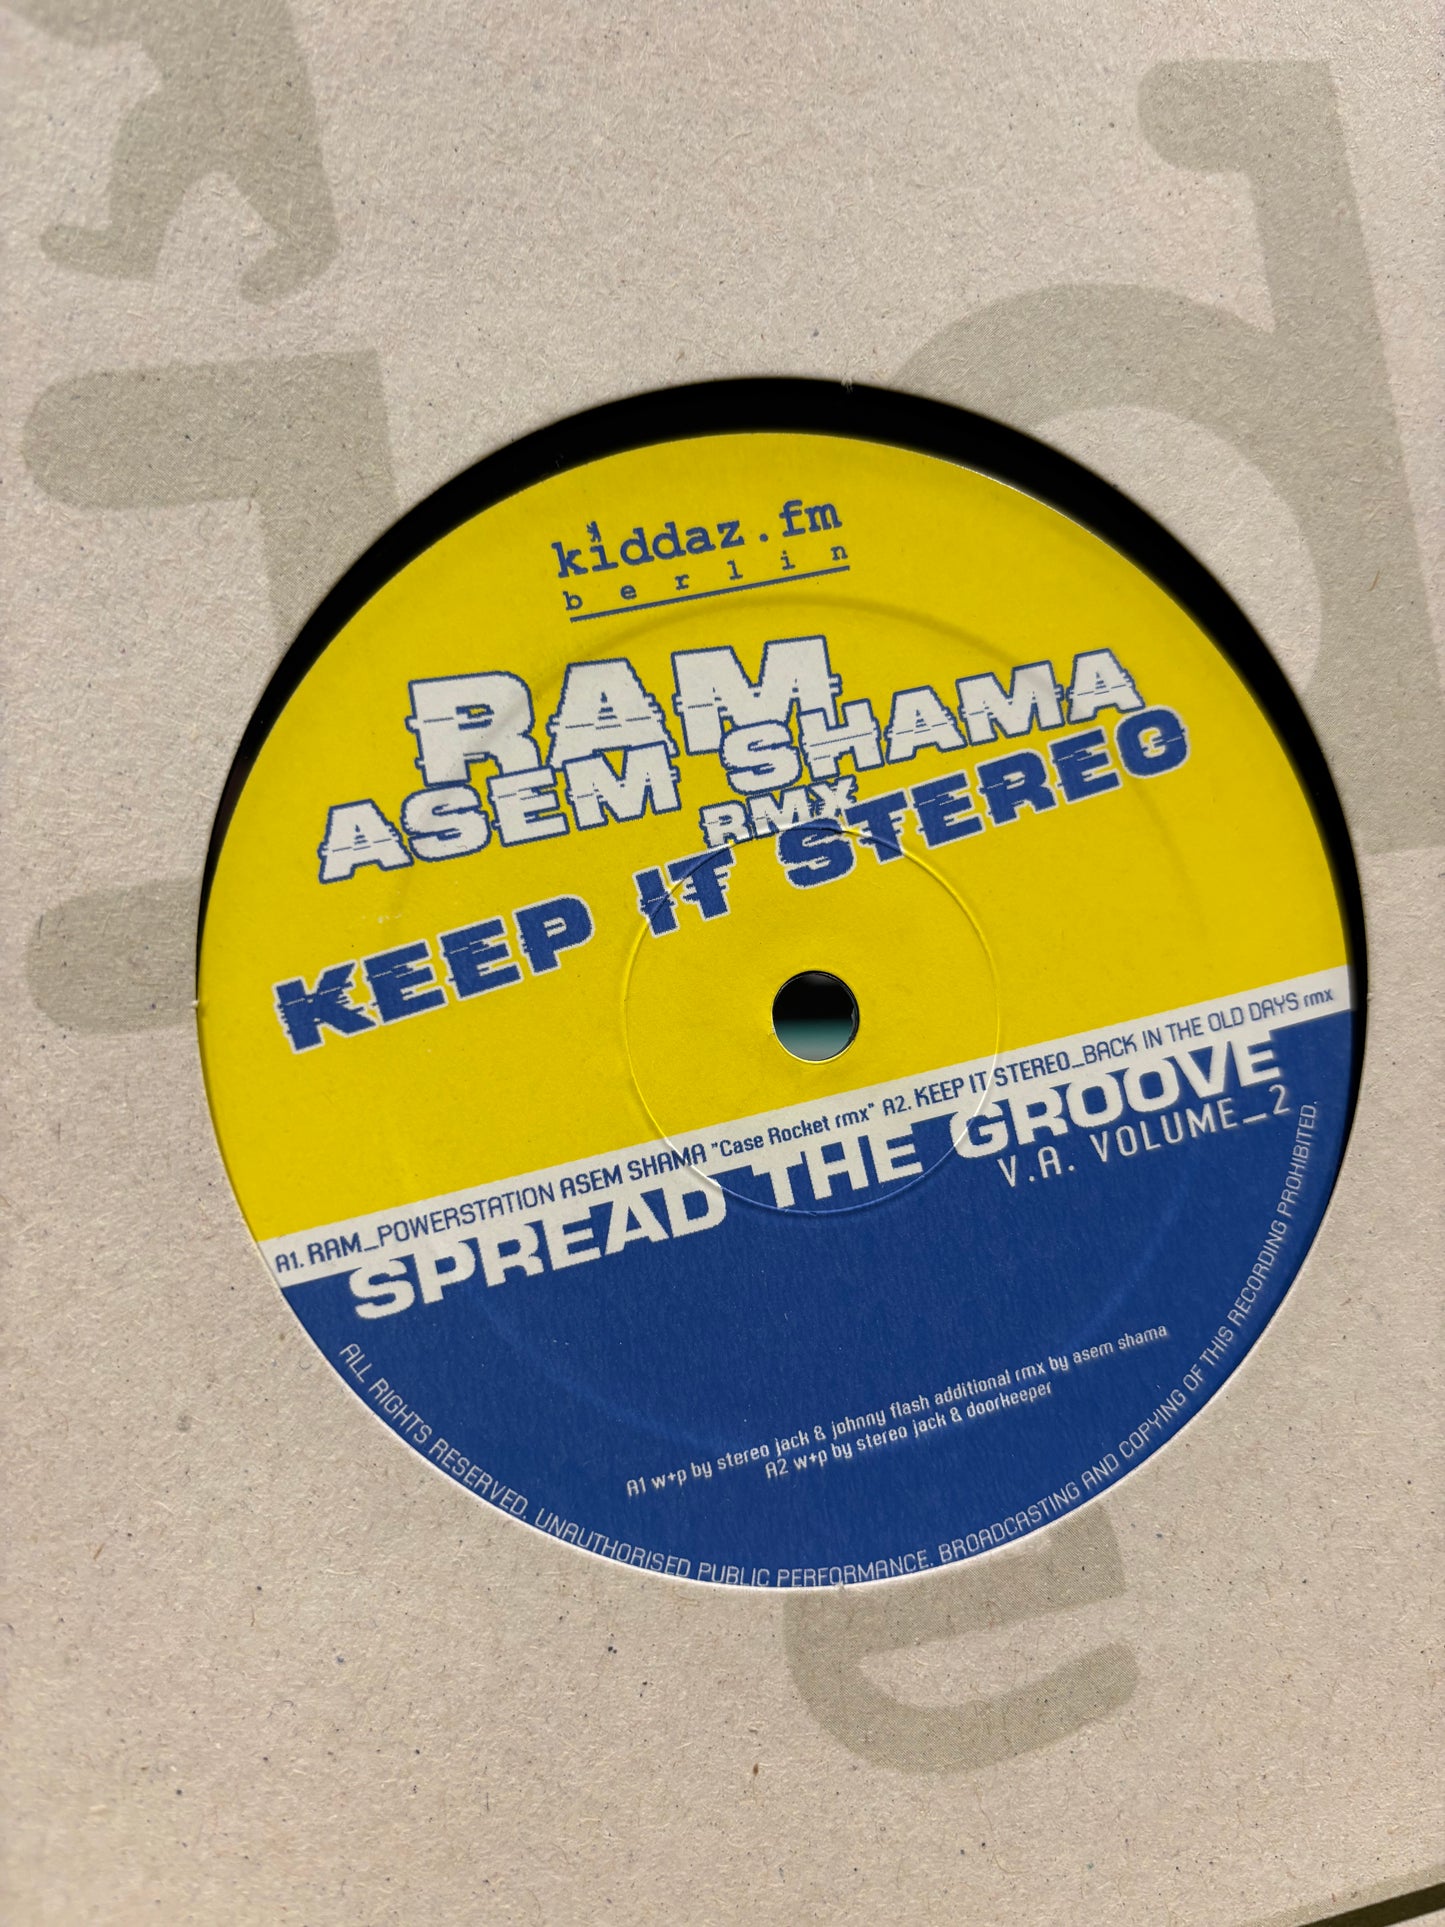 kiddaz.fm
berlin
RAM
ASEM SHAMA
RMX
KEEP IT STEREO
A1. RAM_POWERSTATION ASEM SHAMA "Case Rocket rmx" A2. KEEP IT STEREO_BACK IN THE OLD DAYS rmx
SPREAD THE GROOVE
V.A. VOLUME_2
A1 w+p by stereo jack & johnny flash additional rmx by asem shama
A2 w+p by stereo jack & doorkeeper
ALL RIGHTS RESERVED. UNAUTHORISED PUBLIC PERFORMANCE. BROADCASTING AND COPYING OF THIS RECORDING PROHIBITED.